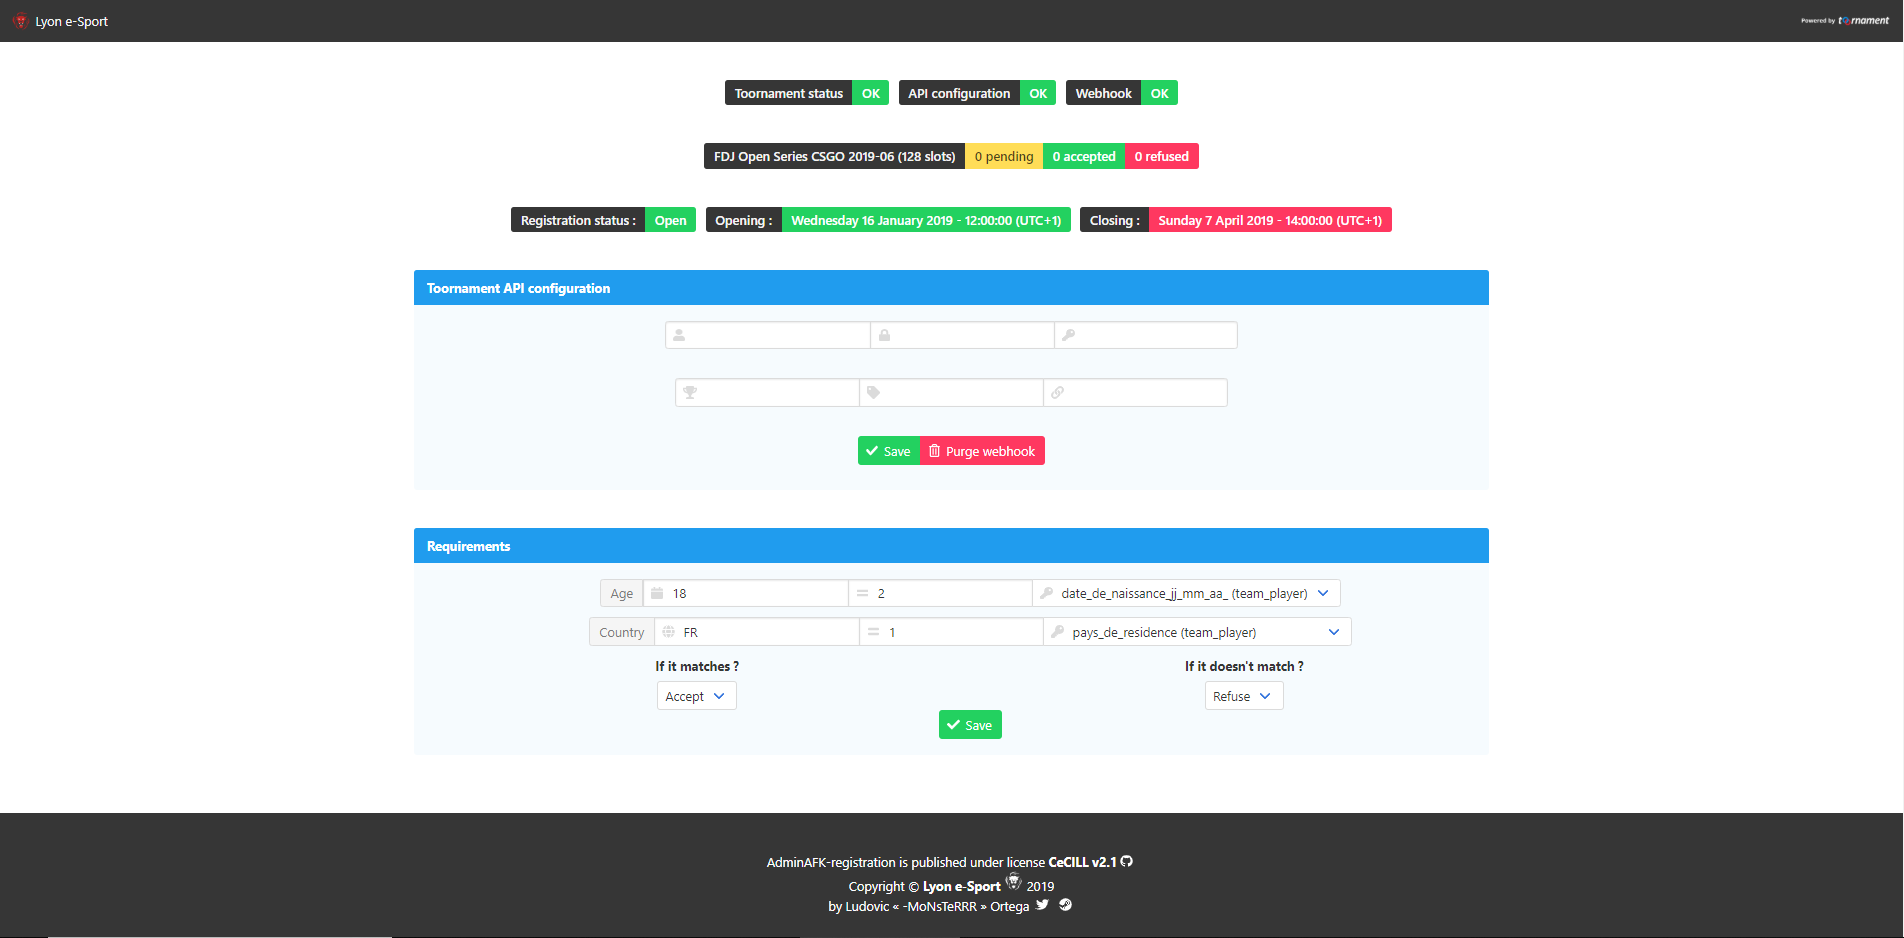 Lyon e-Sport
Powered by toornament
Toornament status OK API configuration OK Webhook OK
FDJ Open Series CSGO 2019-06 (128 slots) 0 pending 0 accepted 0 refused
Registration status : Open Opening : Wednesday 16 January 2019 - 12:00:00 (UTC+1) Closing : Sunday 7 April 2019 - 14:00:00 (UTC+1)
Toornament API configuration
Save Purge webhook
Requirements
Age 18 2 date_de_naissance_jj_mm_aa_ (team_player)
Country FR 1 pays_de_residence (team_player)
If it matches ? If it doesn't match ?
Accept Refuse
Save
AdminAFK-registration is published under license CeCILL v2.1
Copyright © Lyon e-Sport 2019
by Ludovic « -MoNsTeRRR » Ortega